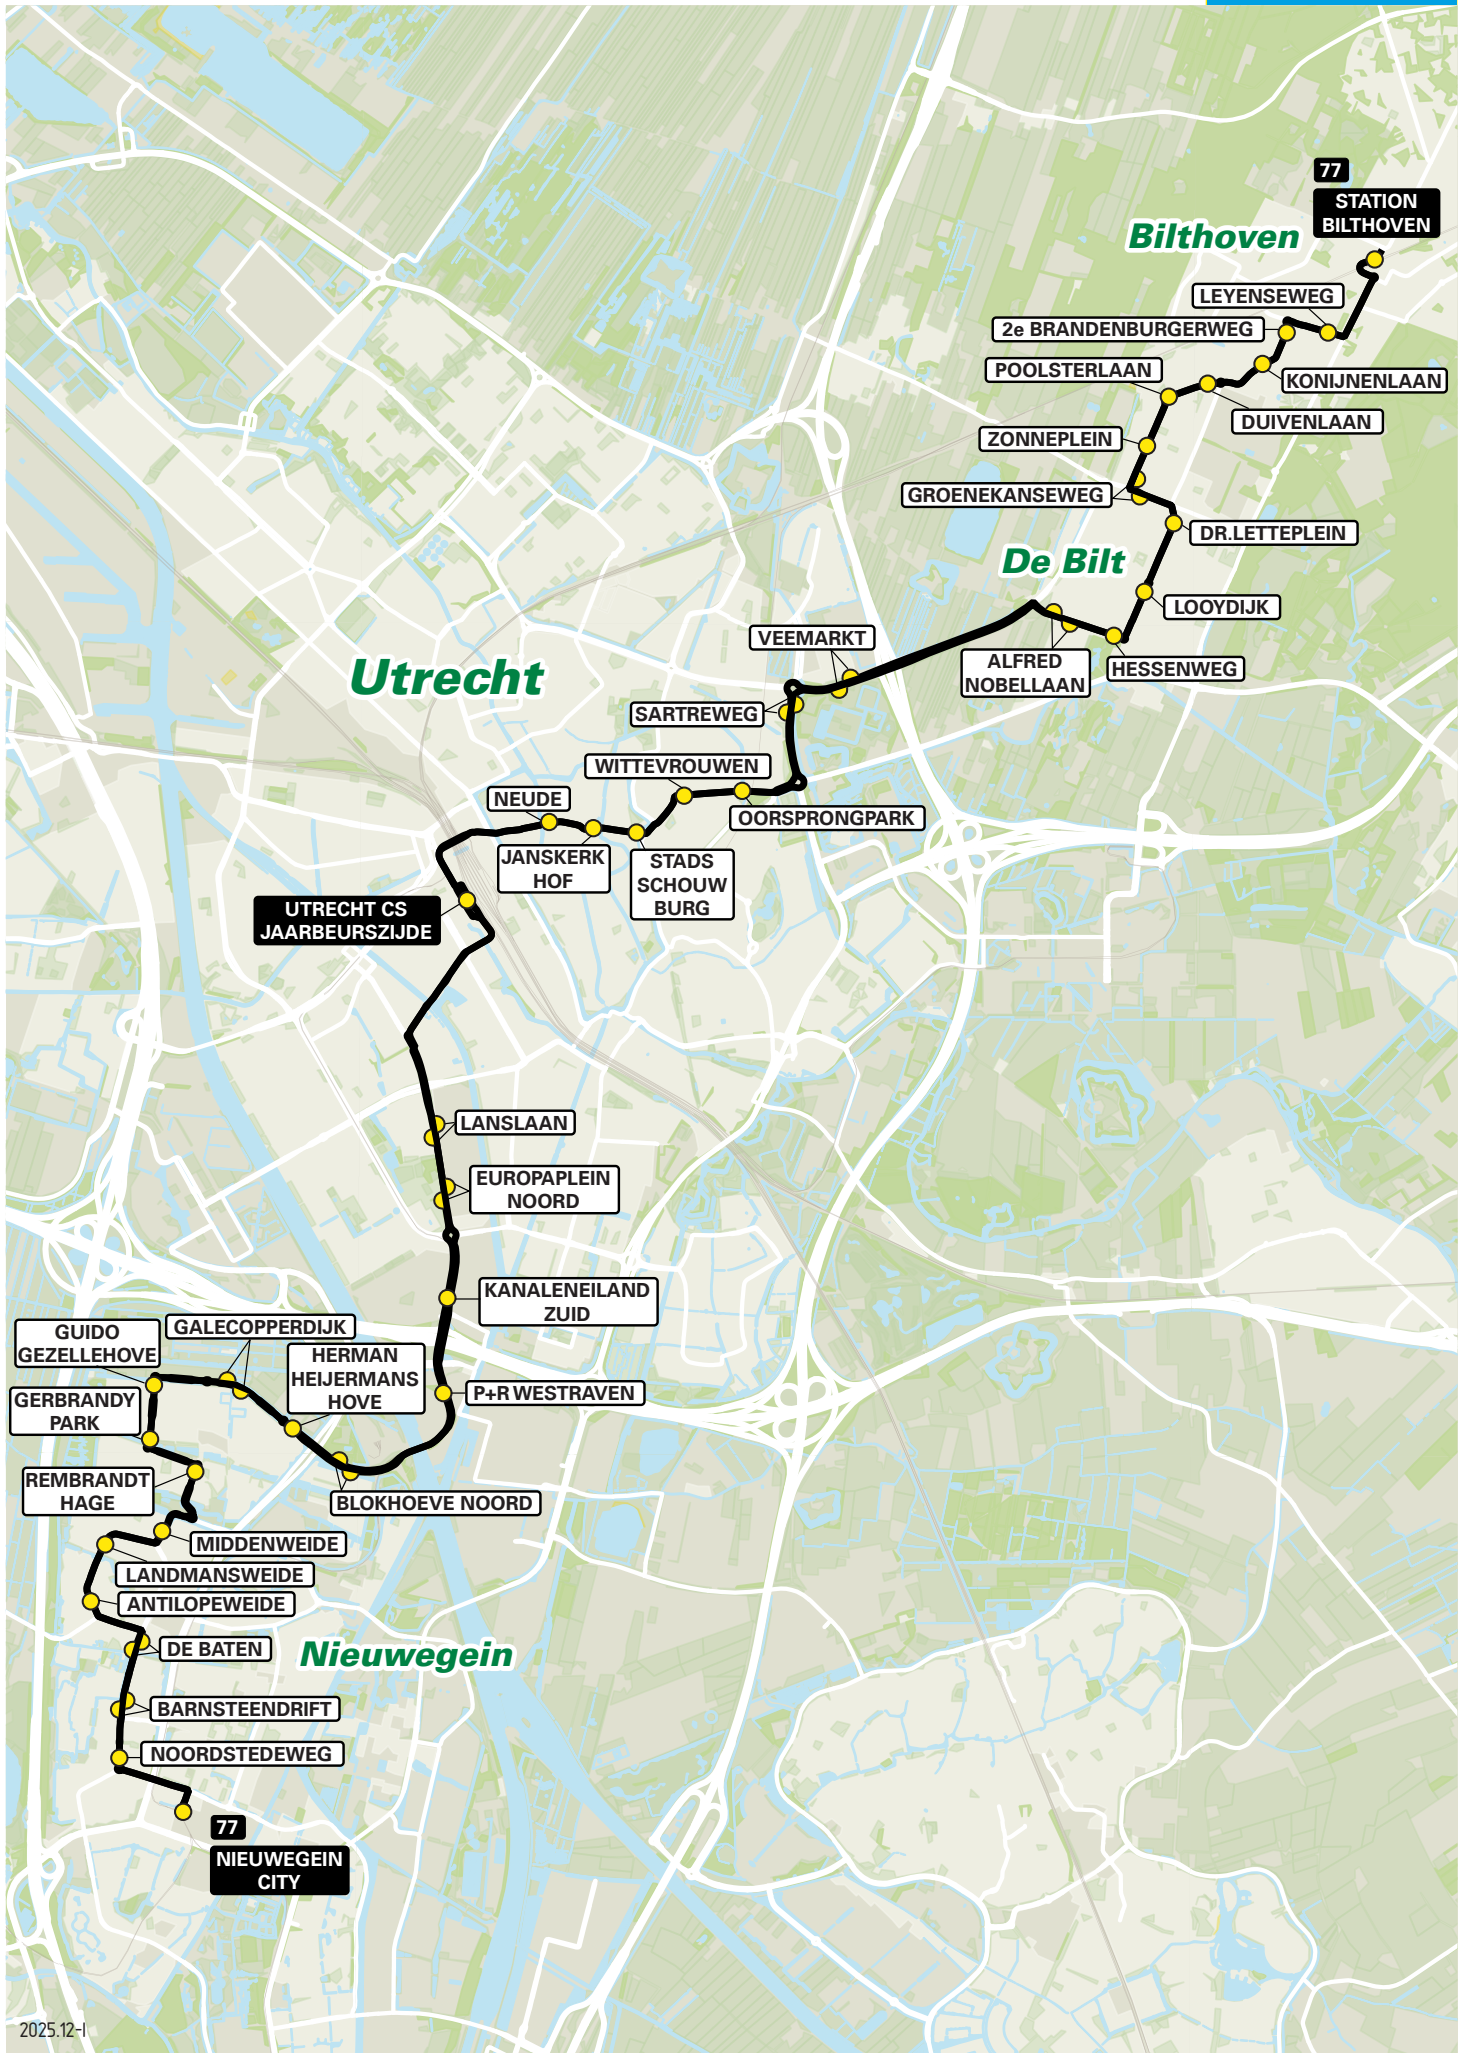 77
STATION
BILTHOVEN
Bilthoven
LEYENSEWEG
2e BRANDENBURGERWEG
POOLSTERLAAN
KONIJNENLAAN
DUIVENLAAN
ZONNEPLEIN
GROENEKANSEWEG
DR.LETTEPLEIN
De Bilt
LOOYDIJK
VEEMARKT
ALFRED
NOBELLAAN
HESSENWEG
Utrecht
SARTREWEG
WITTEVROUWEN
NEUDE
OORSPRONGPARK
JANSKERK
HOF
STADS
SCHOUW
BURG
UTRECHT CS
JAARBEURSZIJDE
LANSLAAN
EUROPAPLEIN
NOORD
KANALENEILAND
ZUID
GUIDO
GEZELLEHOVE
GALECOPPERDIJK
HERMAN
HEIJERMANS
HOVE
P+R WESTRAVEN
GERBRANDY
PARK
REMBRANDT
HAGE
BLOKHOEVE NOORD
MIDDENWEIDE
LANDMANSWEIDE
ANTILOPEWEIDE
DE BATEN
Nieuwegein
BARNSTEENDRIFT
NOORDSTEDEWEG
77
NIEUWEGEIN
CITY
2025.12-I